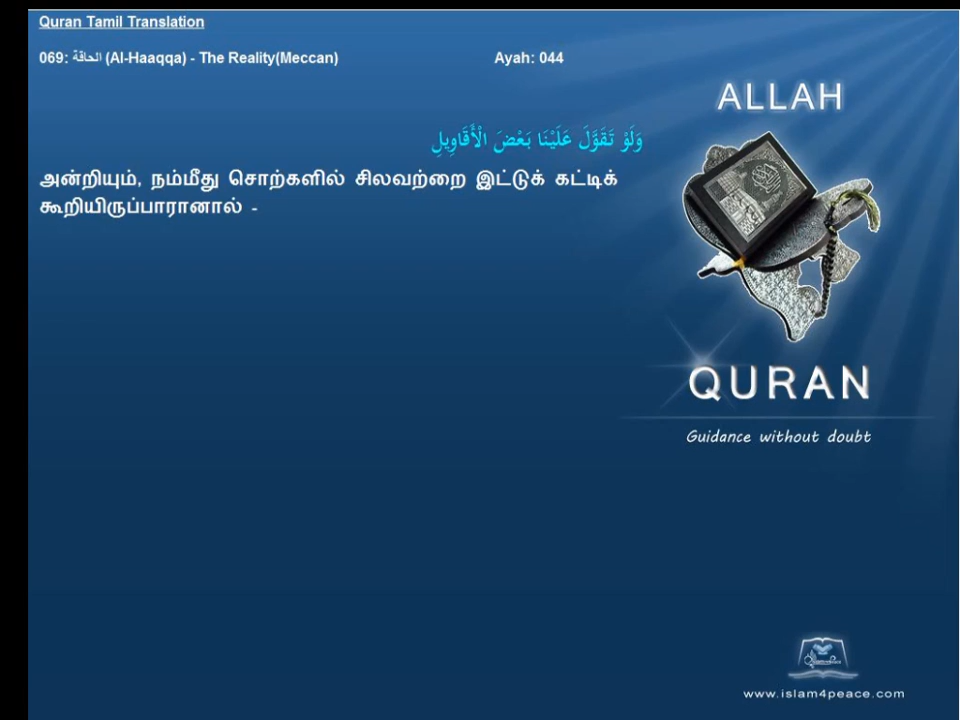 Quran Tamil Translation
069: الحاقة (Al-Haaqqa) - The Reality(Meccan) Ayah: 044
وَلَوْ تَقَوَّلَ عَلَيْنَا بَعْضَ الْأَقَاوِيلِ
அன்றியும், நம்மீது சொற்களில் சிலவற்றை இட்டுக் கட்டிக்
கூறியிருப்பாரானால் -
ALLAH
QURAN
Guidance without doubt
www.islam4peace.com